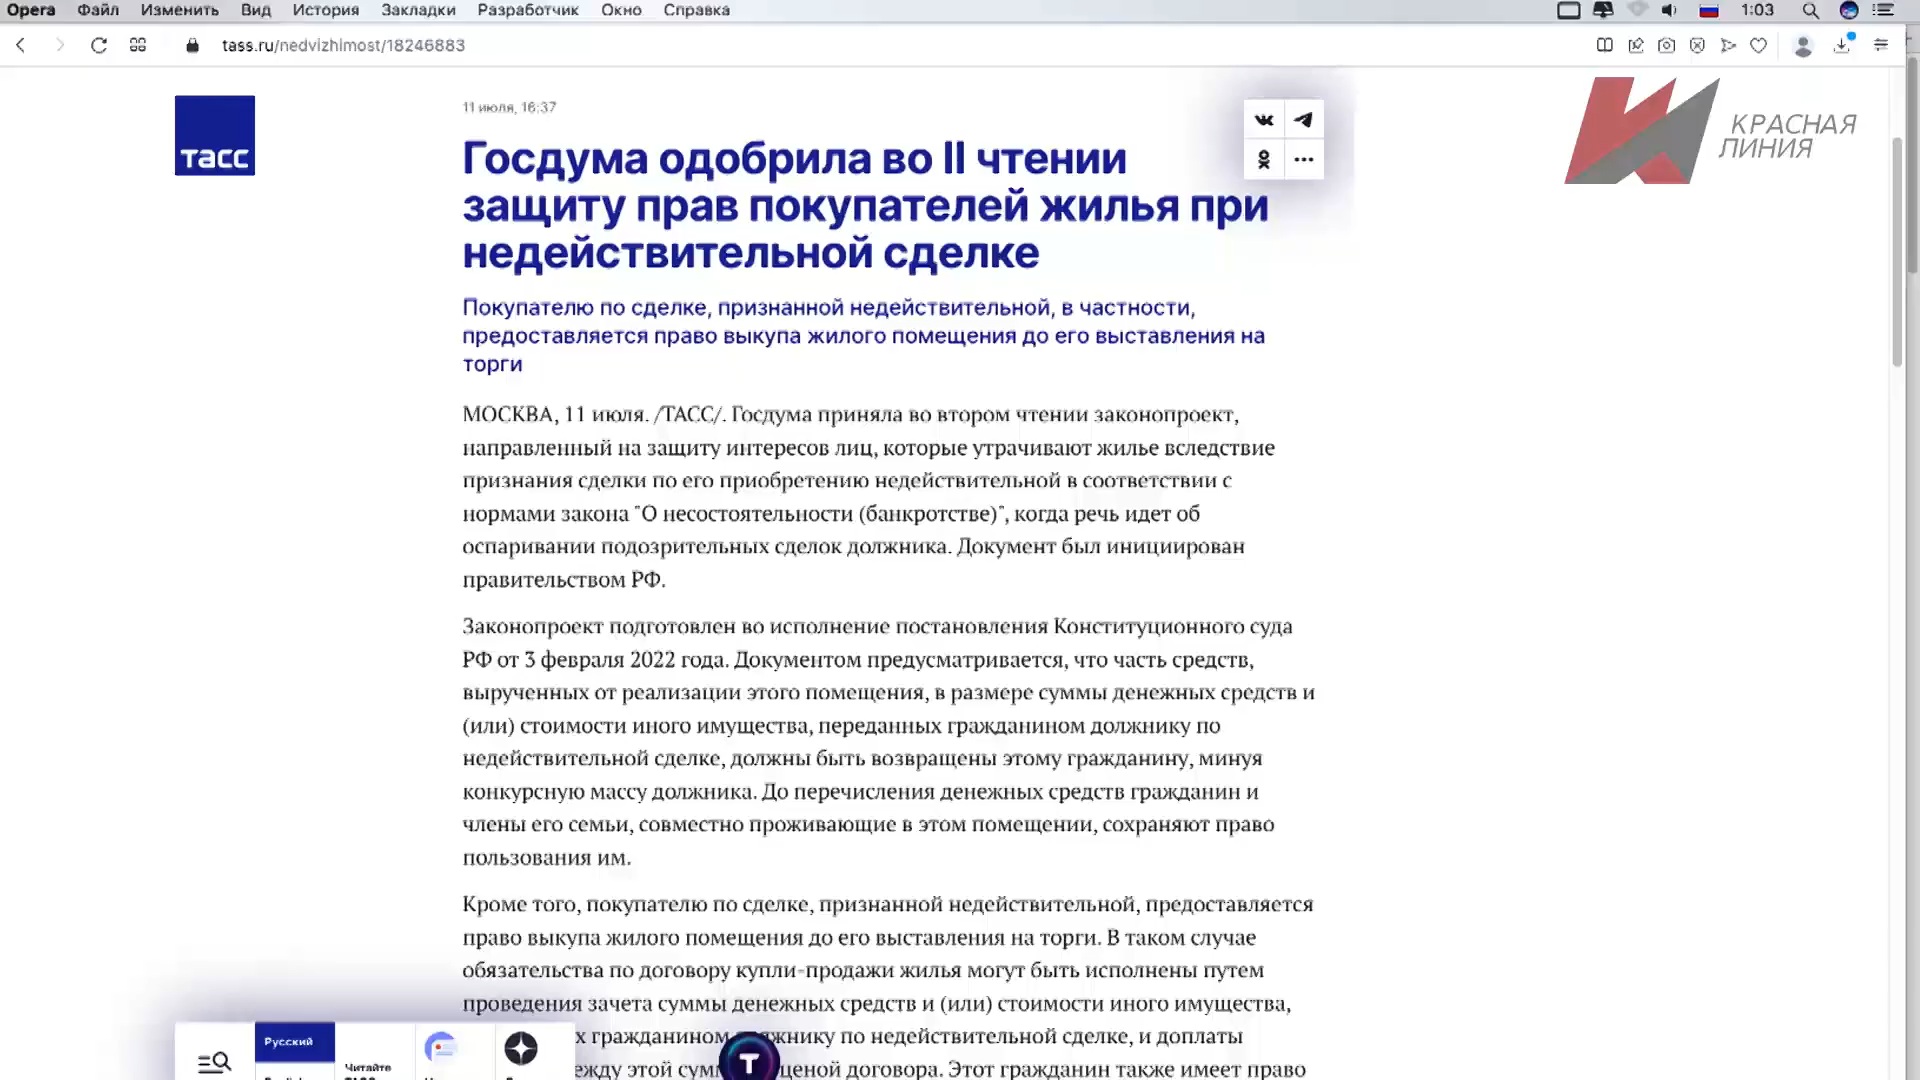 Opera Файл Изменить Вид История Закладки Разработчик Окно Справка 1:03
tass.ru/nedvizhimost/18246883
КРАСНАЯ
ЛИНИЯ
ТАСС
11 июля, 16:37
Госдума одобрила во II чтении
защиту прав покупателей жилья при
недействительной сделке
Покупателю по сделке, признанной недействительной, в частности,
предоставляется право выкупа жилого помещения до его выставления на
торги
МОСКВА, 11 июля. /ТАСС/. Госдума приняла во втором чтении законопроект,
направленный на защиту интересов лиц, которые утрачивают жилье вследствие
признания сделки по его приобретению недействительной в соответствии с
нормами закона "О несостоятельности (банкротстве)", когда речь идет об
оспаривании подозрительных сделок должника. Документ был инициирован
правительством РФ.
Законопроект подготовлен во исполнение постановления Конституционного суда
РФ от 3 февраля 2022 года. Документом предусматривается, что часть средств,
вырученных от реализации этого помещения, в размере суммы денежных средств и
(или) стоимости иного имущества, переданных гражданином должнику по
недействительной сделке, должны быть возвращены этому гражданину, минуя
конкурсную массу должника. До перечисления денежных средств гражданин и
члены его семьи, совместно проживающие в этом помещении, сохраняют право
пользования им.
Кроме того, покупателю по сделке, признанной недействительной, предоставляется
право выкупа жилого помещения до его выставления на торги. В таком случае
обязательства по договору купли-продажи жилья могут быть исполнены путем
проведения зачета суммы денежных средств и (или) стоимости иного имущества,
гражданином по недействительной сделке, и доплаты
этой ценой договора. Этот гражданин также имеет право
Русский
Читайте
Т